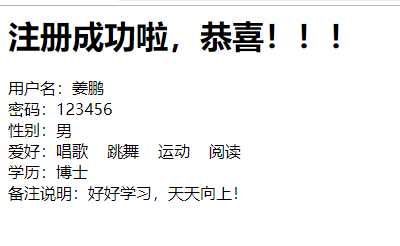 注册成功啦，恭喜！！！
用户名：姜鹏
密码：123456
性别：男
爱好：唱歌 跳舞 运动 阅读
学历：博士
备注说明：好好学习，天天向上！